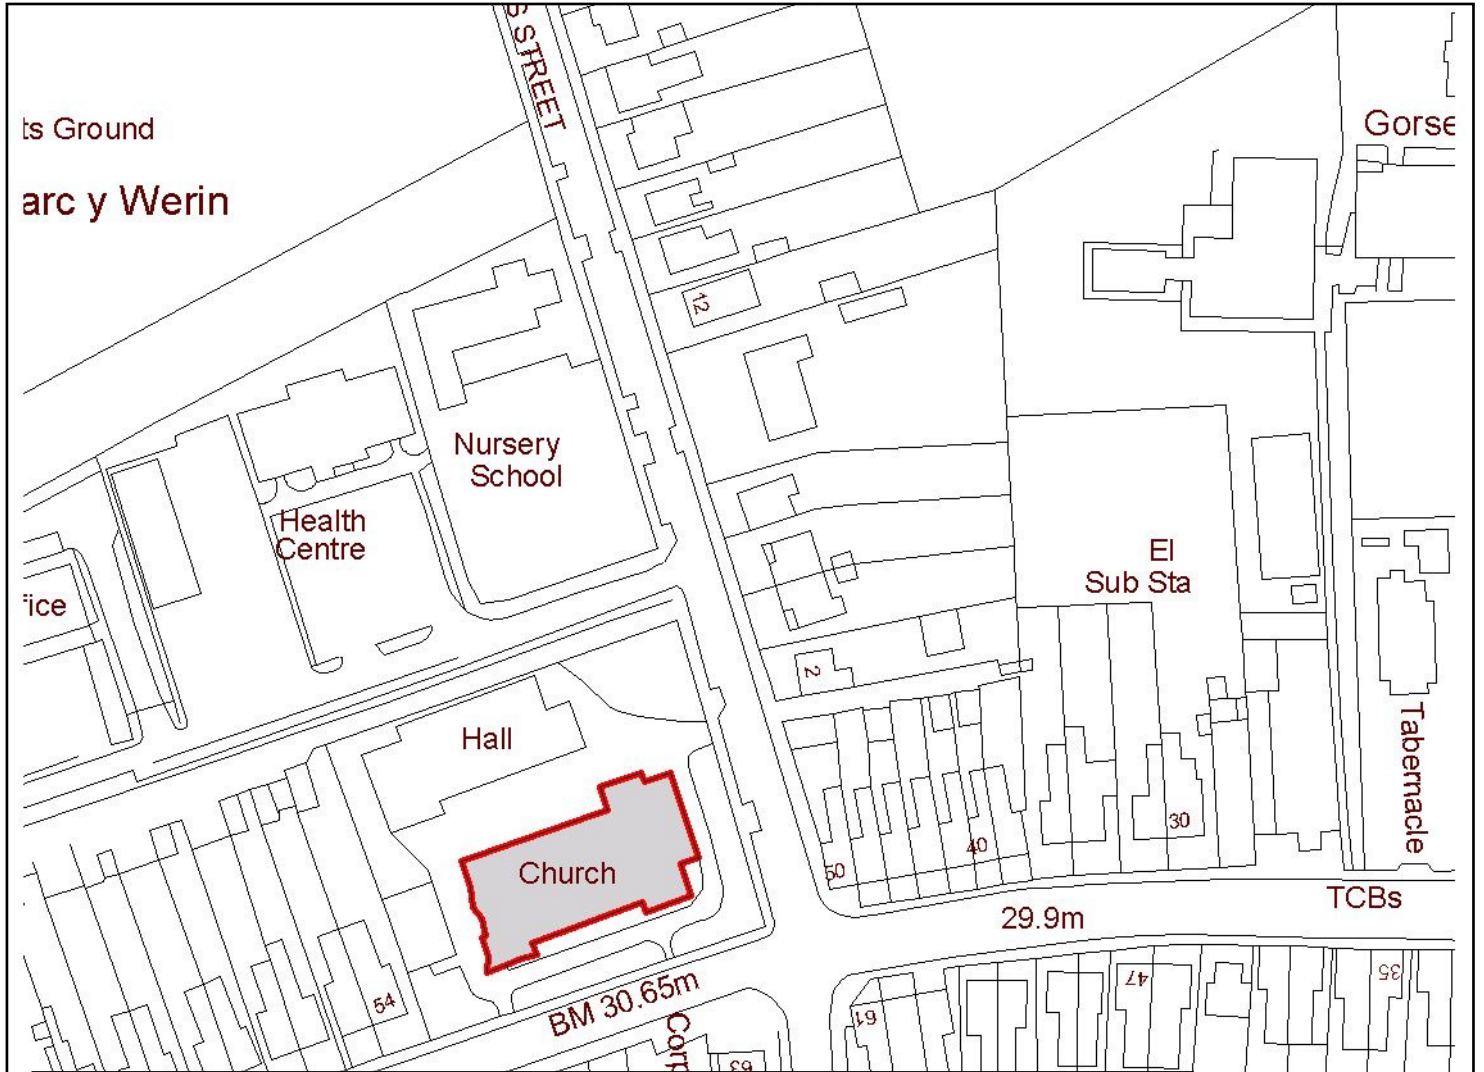 S STREET
ts Ground
Gorse
arc y Werin
12
Nursery
School
Health
Centre
El
Sub Sta
fice
2
Hall
Tabernacle
30
40
Church
50
TCBs
29.9m
35
47
BM 30.65m
54
61
Corp
63